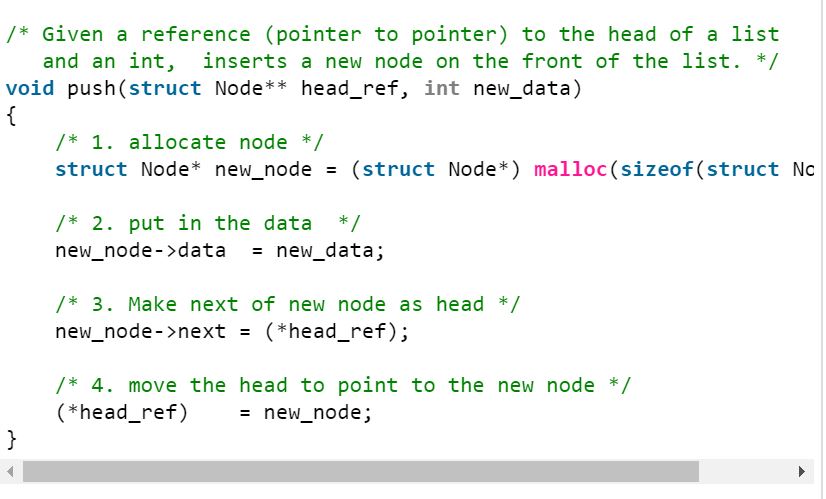 /* Given a reference (pointer to pointer) to the head of a list
   and an int,  inserts a new node on the front of the list. */
void push(struct Node** head_ref, int new_data)
{
    /* 1. allocate node */
    struct Node* new_node = (struct Node*) malloc(sizeof(struct No

    /* 2. put in the data  */
    new_node->data  = new_data;

    /* 3. Make next of new node as head */
    new_node->next = (*head_ref);

    /* 4. move the head to point to the new node */
    (*head_ref)    = new_node;
}